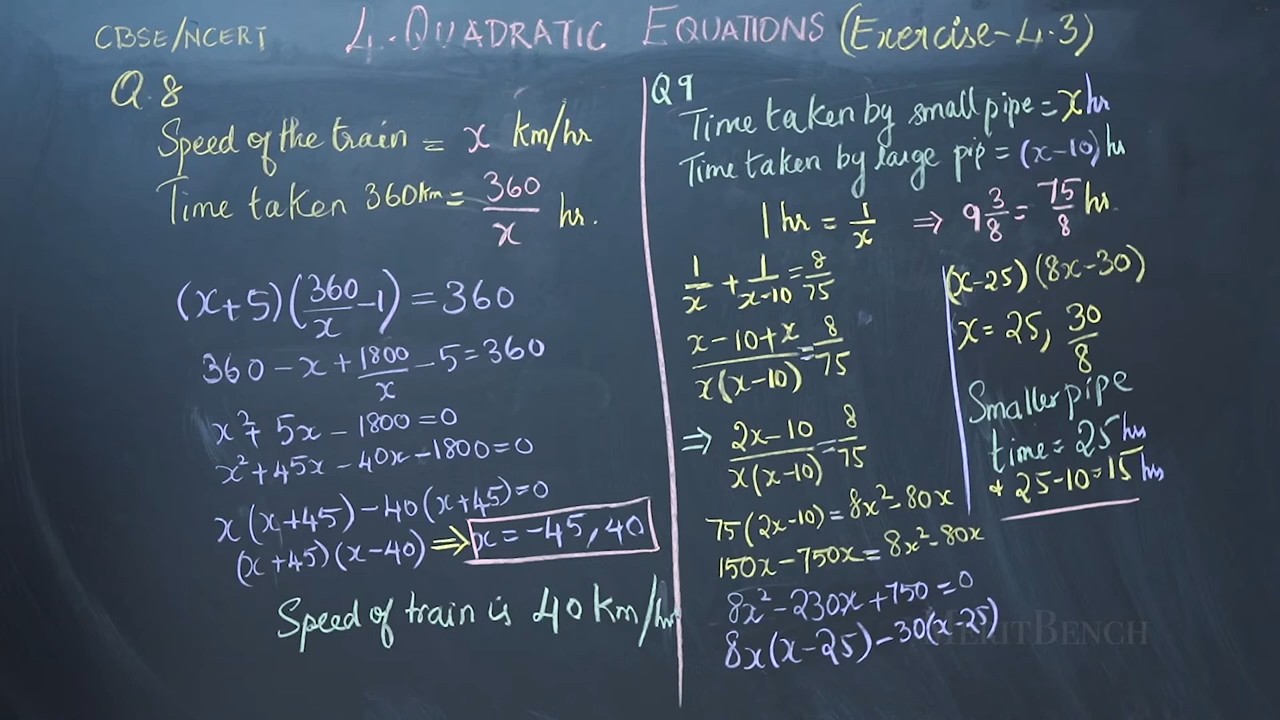 CBSE/NCERT 4. QUADRATIC EQUATIONS (Exercise-4.3)
Q.8
Speed of the train = x km/hr
Time taken 360km = 360/x hr.
(x+5)(360/x -1) = 360
360 - x + 1800/x - 5 = 360
x²+ 5x - 1800 = 0
x²+45x - 40x - 1800 = 0
x(x+45) - 40(x+45) = 0
(x+45)(x-40) ⇒ x = -45, 40
Speed of train is 40 km/hr
Q9
Time taken by small pipe = x hr
Time taken by large pip = (x-10) hr
1 hr = 1/x ⇒ 9 3/8 = 75/8 hr.
1/x + 1/x-10 = 8/75
x-10+x/x(x-10) = 8/75
⇒ 2x-10/x(x-10) = 8/75
75(2x-10) = 8x²-80x
150x - 750x = 8x²-80x
8x² - 230x + 750 = 0
8x(x-25) - 30(x-25)
(x-25)(8x-30)
x = 25, 30/8
Smaller pipe
time = 25 hrs
& 25-10 = 15 hrs
MERITBENCH